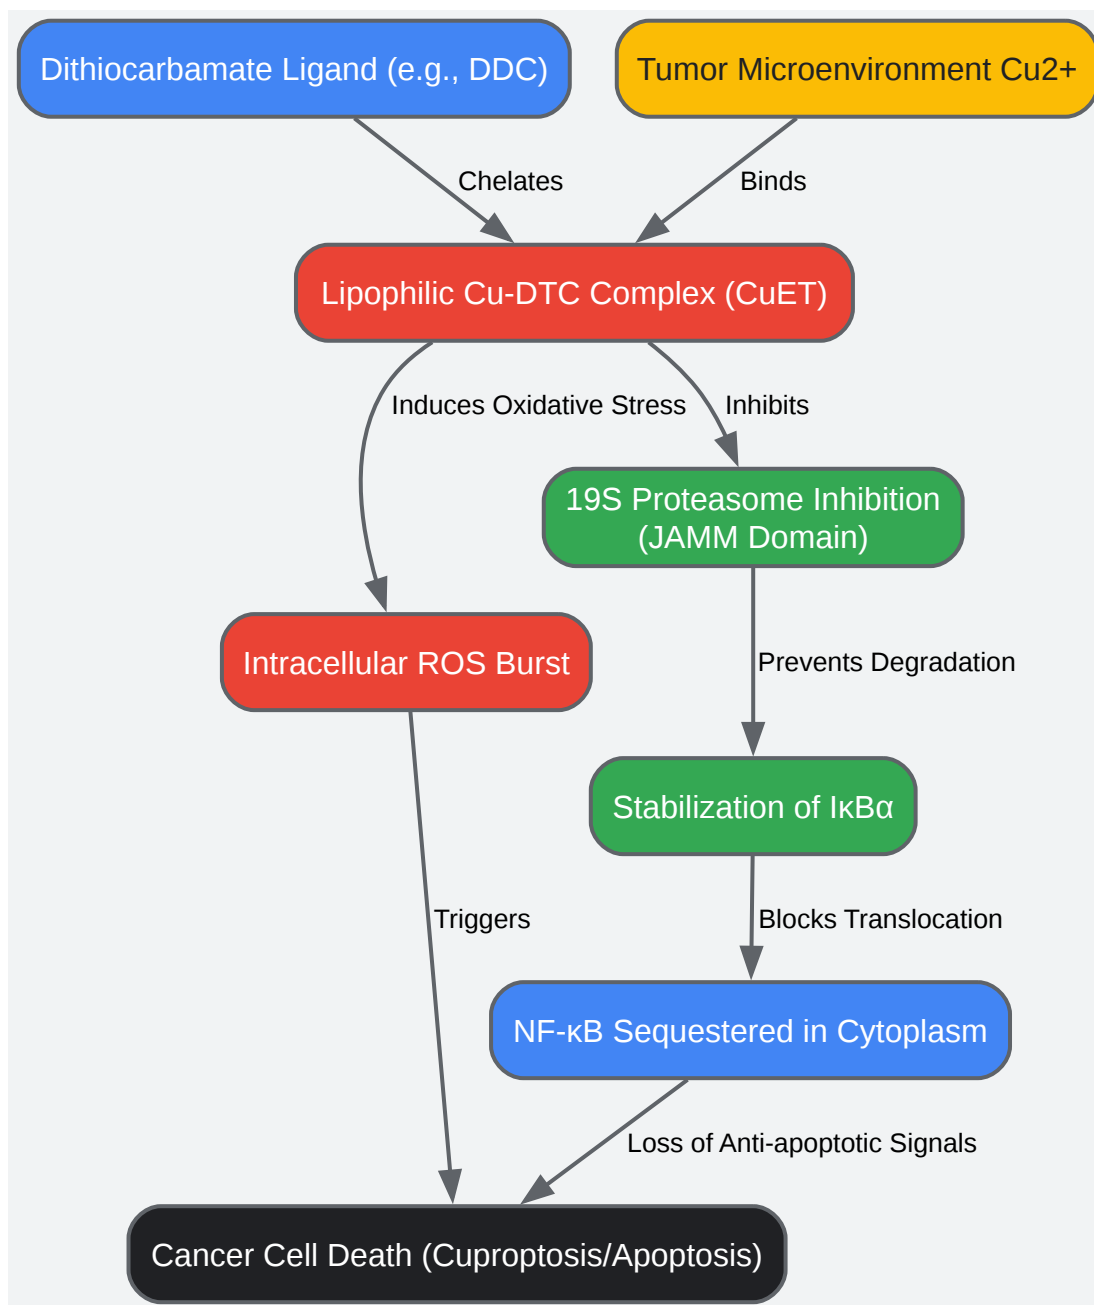 Dithiocarbamate Ligand (e.g., DDC)
Tumor Microenvironment Cu2+
Chelates
Binds
Lipophilic Cu-DTC Complex (CuET)
Induces Oxidative Stress
Inhibits
19S Proteasome Inhibition
(JAMM Domain)
Intracellular ROS Burst
Prevents Degradation
Stabilization of IκBα
Triggers
Blocks Translocation
NF-κB Sequestered in Cytoplasm
Loss of Anti-apoptotic Signals
Cancer Cell Death (Cuproptosis/Apoptosis)